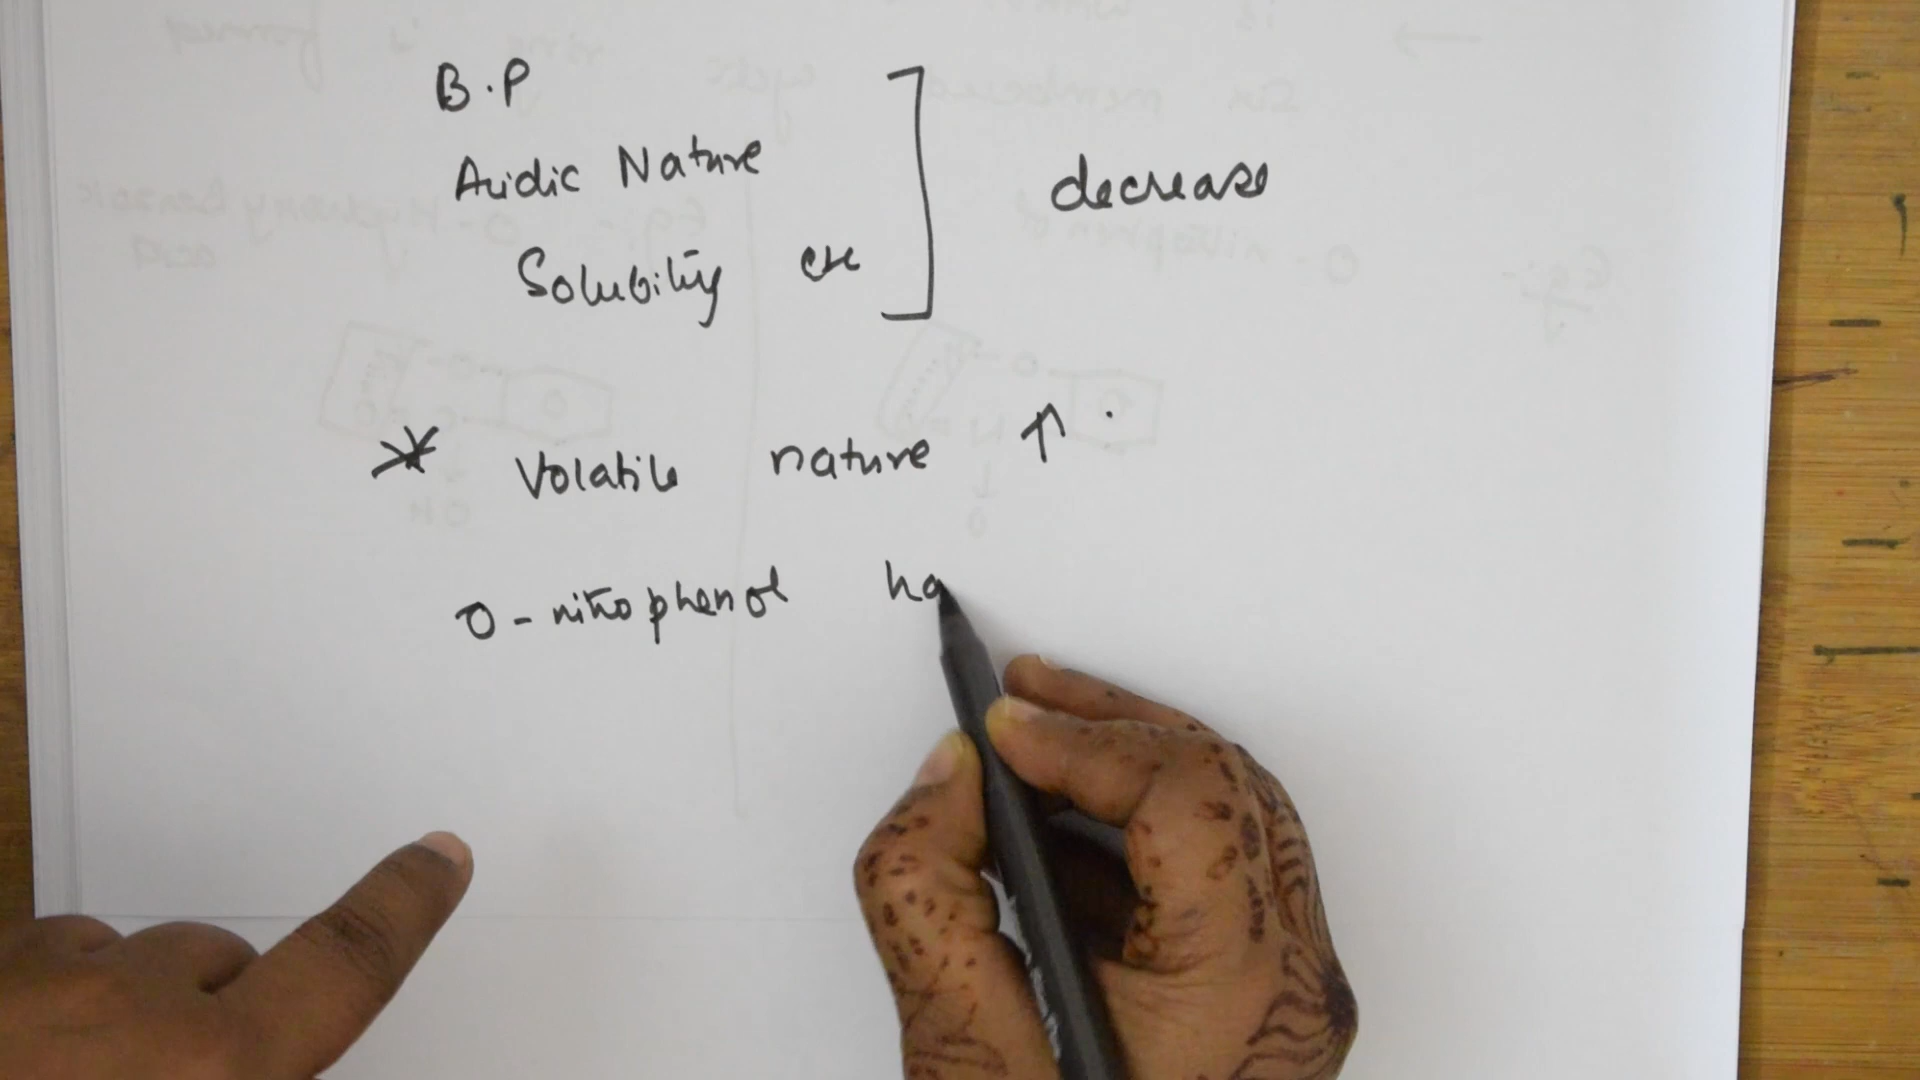 B.P
Acidic Nature
Solubility etc
decrease
* Volatile nature ↑ .
O - nitrophenol ha